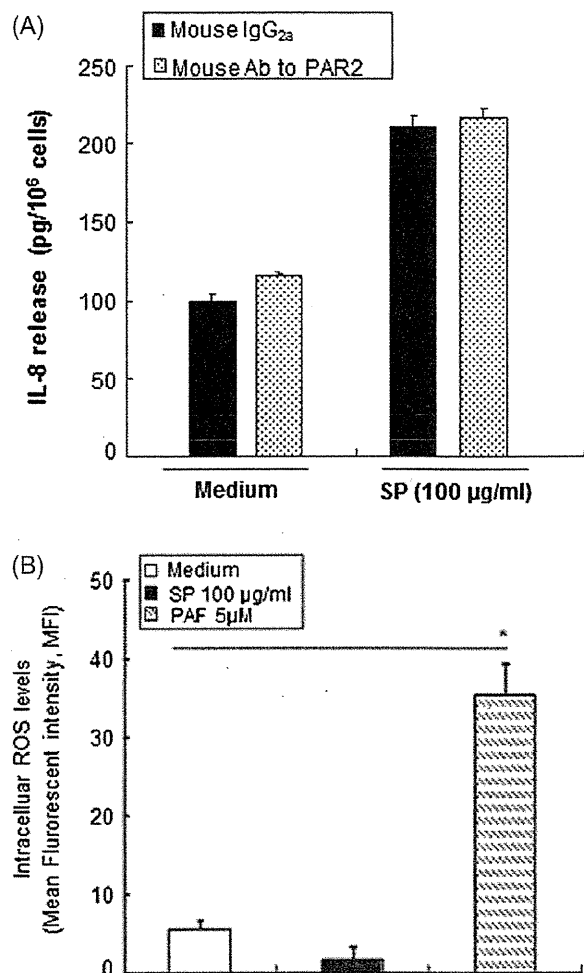 (A)
Mouse IgG2a
Mouse Ab to PAR2
250
200
150
100
50
0
IL-8 release (pg/10⁶ cells)
Medium
SP (100 µg/ml)
(B)
Medium
SP 100 µg/ml
PAF 5µM
50
40
30
20
10
0
*
Intracelluar ROS levels
(Mean Fluforescent intensity, MFI)